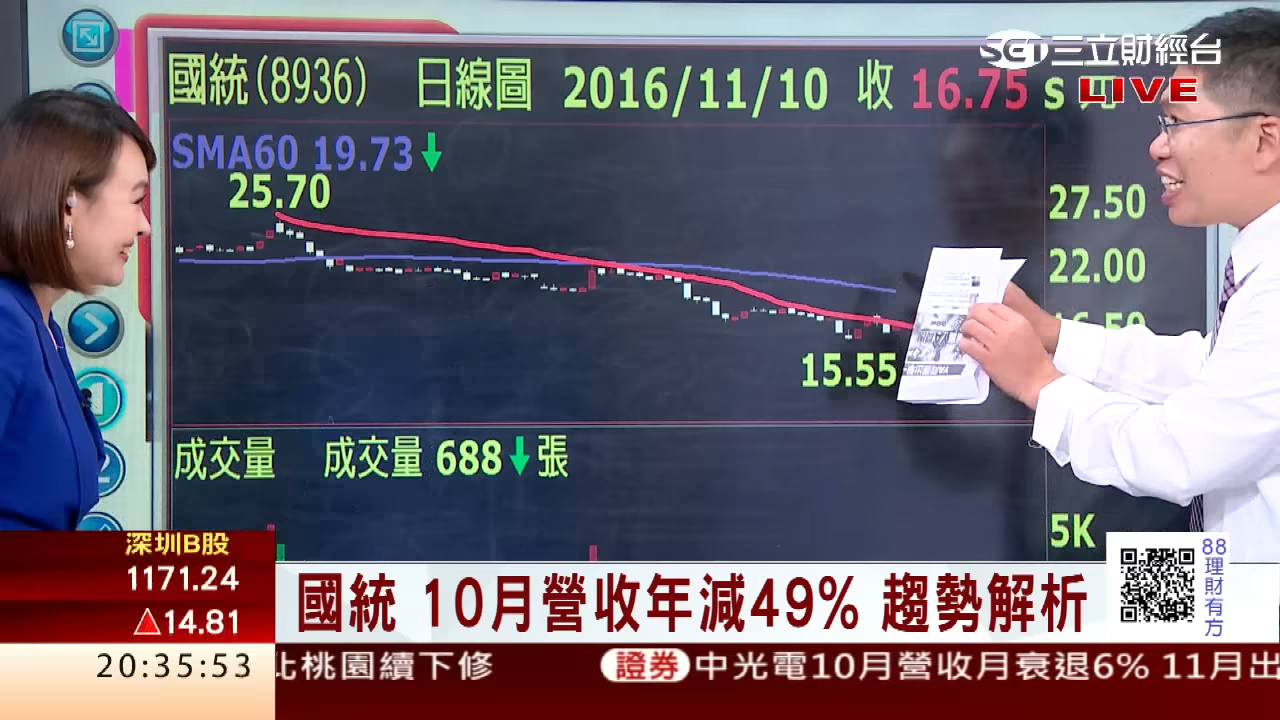 SET三立財經台
LIVE
國統(8936) 日線圖 2016/11/10 收 16.75 s 元
SMA60 19.73↓
25.70
27.50
22.00
16.50
15.55
成交量 成交量 688↓張
5K
深圳B股
1171.24
△14.81
國統 10月營收年減49% 趨勢解析
88理財有方
20:35:53
北桃園續下修 證券 中光電10月營收月衰退6% 11月出